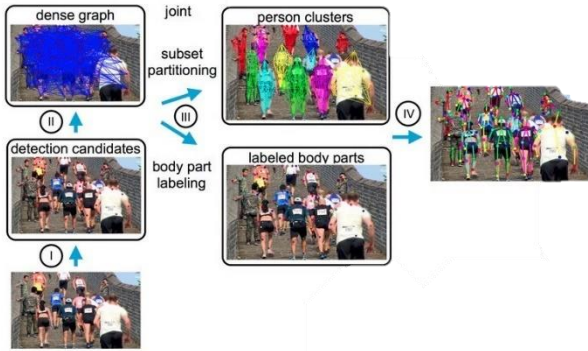 dense graph
joint
person clusters
subset
partitioning
II
III
IV
detection candidates
body part
labeling
labeled body parts
I